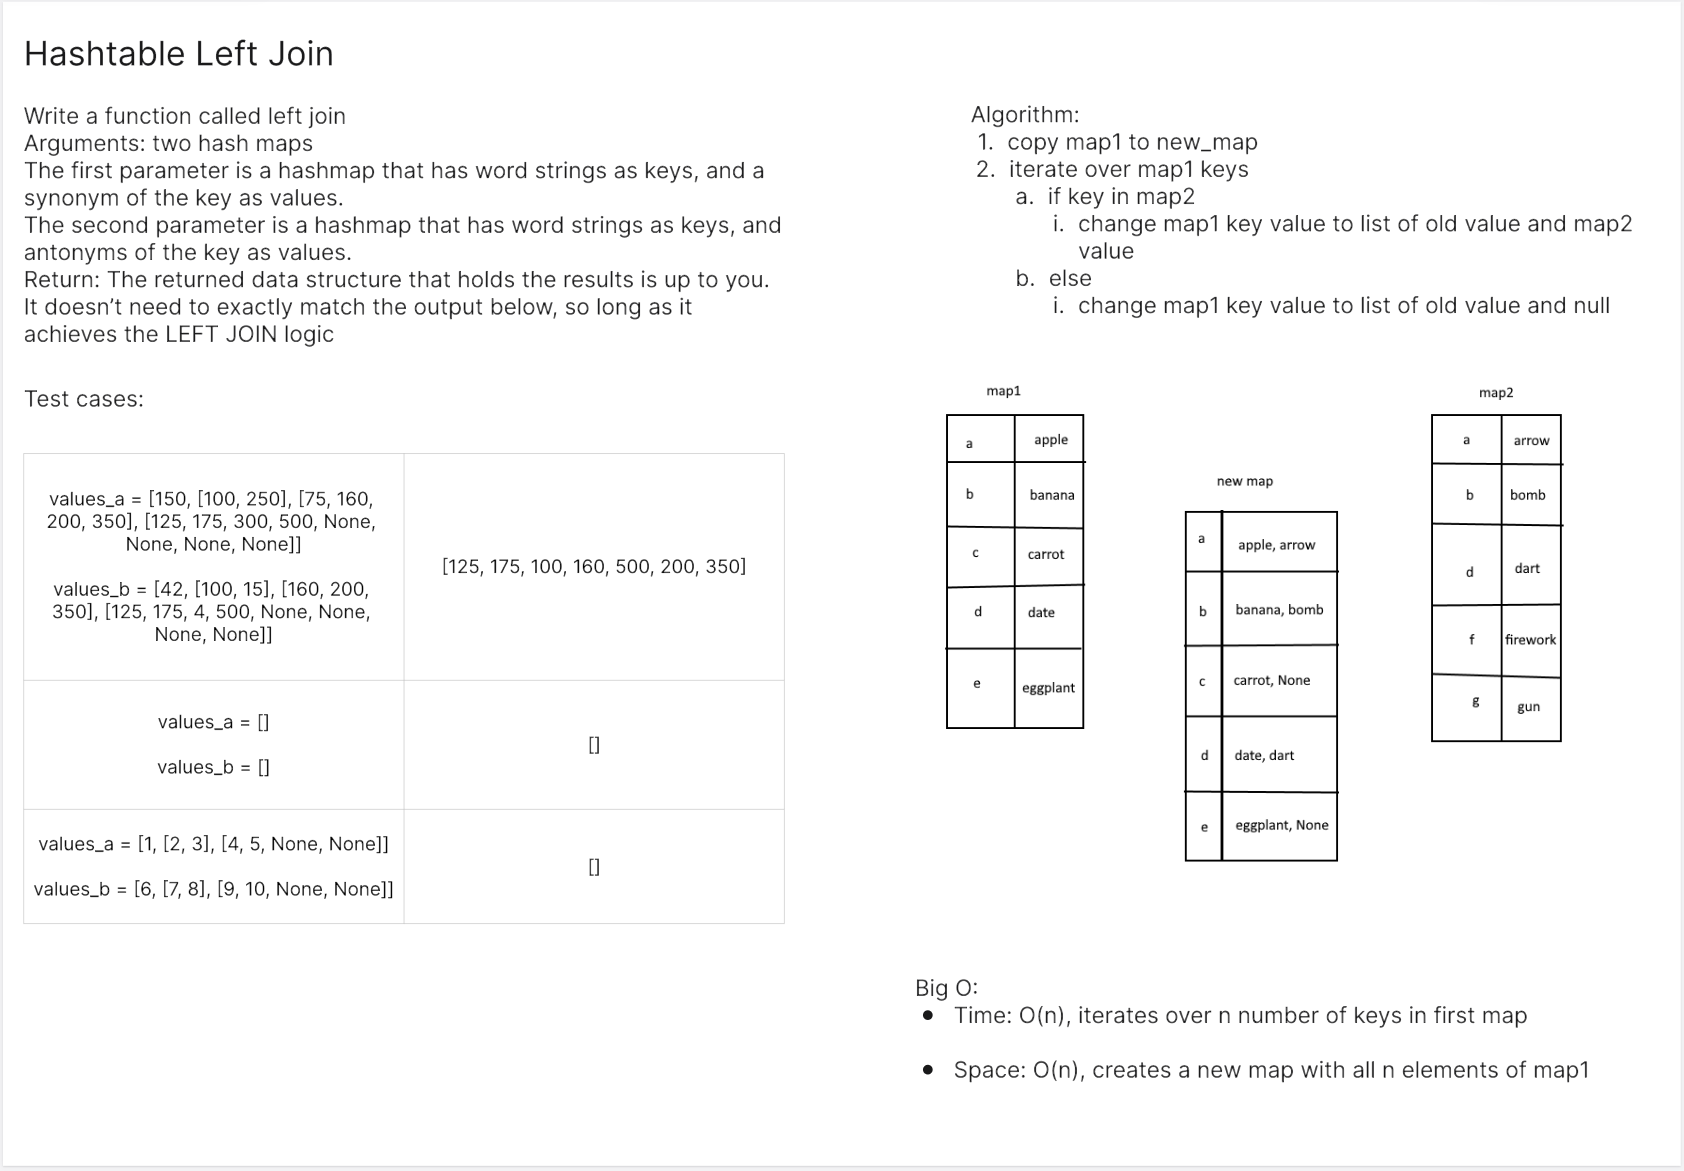 Hashtable Left Join
Write a function called left join
Arguments: two hash maps
The first parameter is a hashmap that has word strings as keys, and a
synonym of the key as values.
The second parameter is a hashmap that has word strings as keys, and
antonyms of the key as values.
Return: The returned data structure that holds the results is up to you.
It doesn’t need to exactly match the output below, so long as it
achieves the LEFT JOIN logic
Test cases:
values_a = [150, [100, 250], [75, 160,
200, 350], [125, 175, 300, 500, None,
None, None, None]]
values_b = [42, [100, 15], [160, 200,
350], [125, 175, 4, 500, None, None,
None, None]]
[125, 175, 100, 160, 500, 200, 350]
values_a = []
values_b = []
[]
values_a = [1, [2, 3], [4, 5, None, None]]
values_b = [6, [7, 8], [9, 10, None, None]]
[]
Algorithm:
1. copy map1 to new_map
2. iterate over map1 keys
a. if key in map2
i. change map1 key value to list of old value and map2
value
b. else
i. change map1 key value to list of old value and null
map1
a apple
b banana
c carrot
d date
e eggplant
new map
a apple, arrow
b banana, bomb
c carrot, None
d date, dart
e eggplant, None
map2
a arrow
b bomb
d dart
f firework
g gun
Big O:
● Time: O(n), iterates over n number of keys in first map
● Space: O(n), creates a new map with all n elements of map1